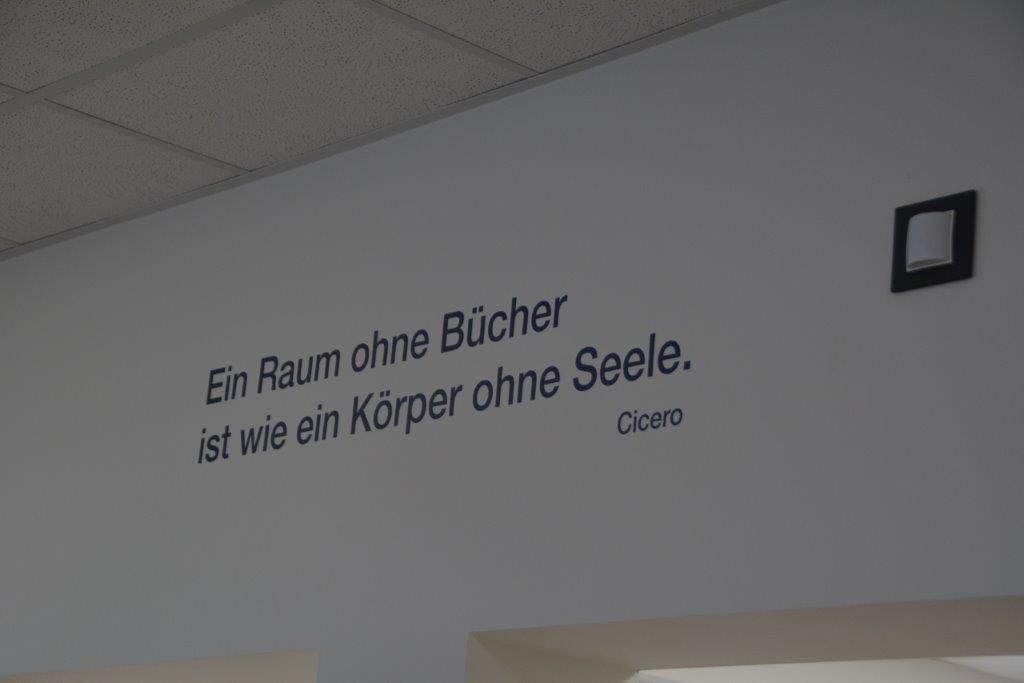 Ein Raum ohne Bücher
ist wie ein Körper ohne Seele.
Cicero